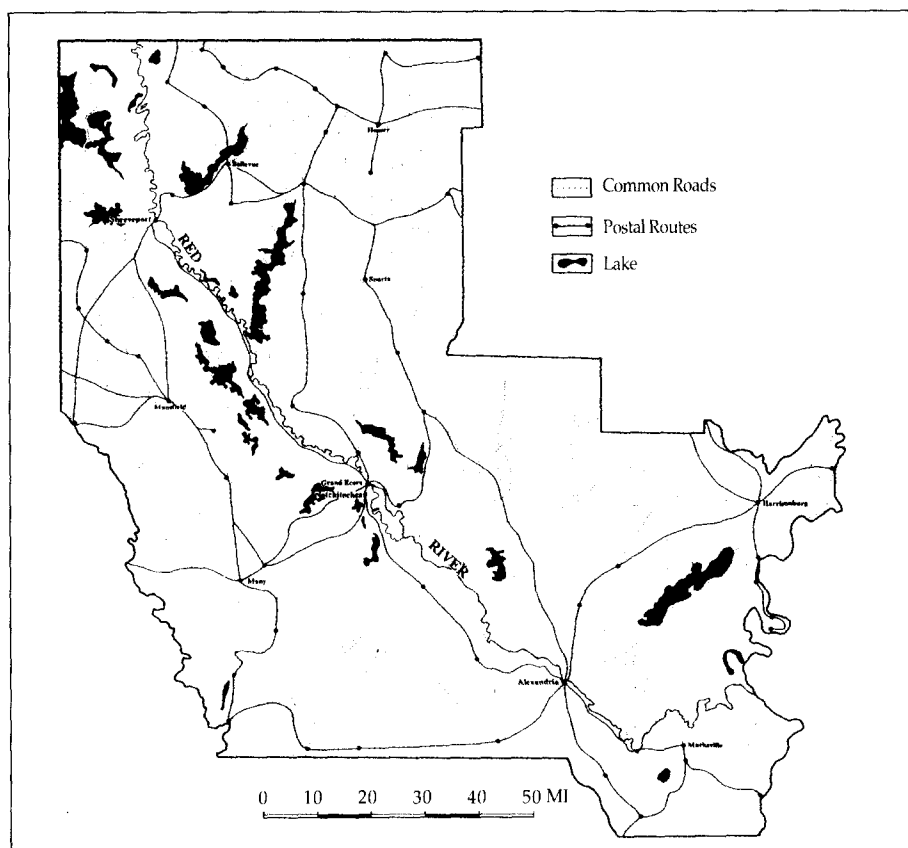 Homer
Bellevue
Common Roads
Shreveport
Postal Routes
RED
Lake
Sparta
Mansfield
Grand Ecore
Natchitoches
Harrisonburg
RIVER
Many
Alexandria
Marksville
0 10 20 30 40 50 MI